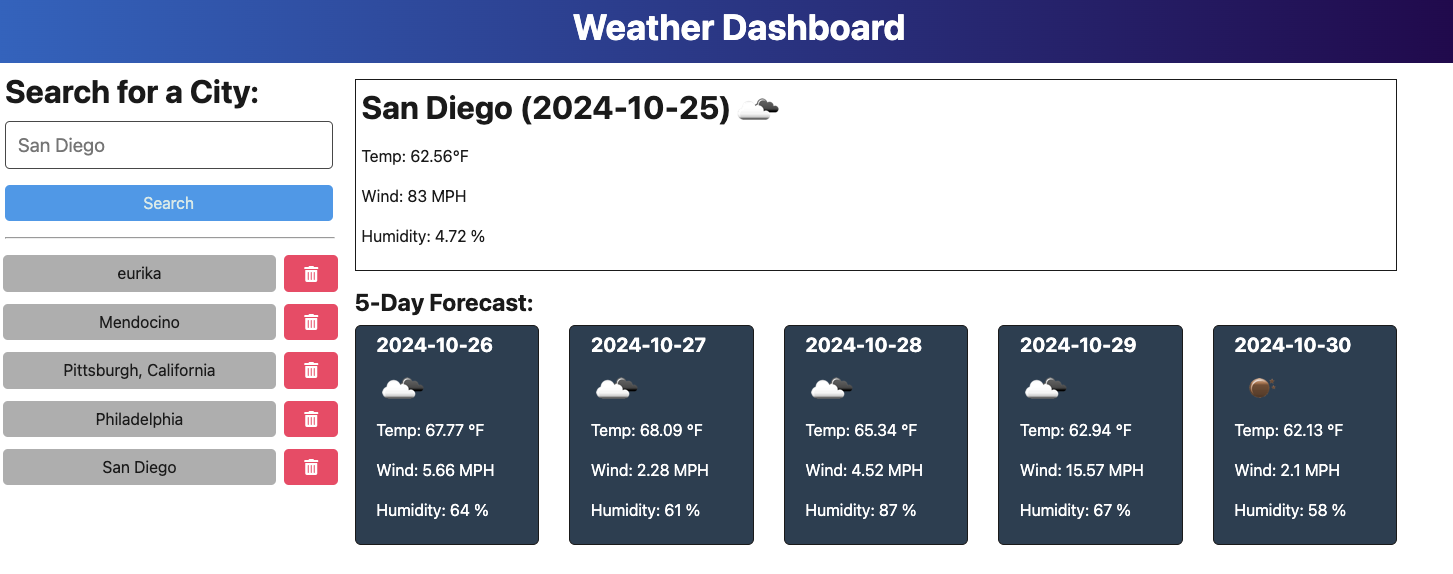 Weather Dashboard
Search for a City:
San Diego
Search
eurika
Mendocino
Pittsburgh, California
Philadelphia
San Diego
San Diego (2024-10-25)
Temp: 62.56°F
Wind: 83 MPH
Humidity: 4.72 %
5-Day Forecast:
2024-10-26
Temp: 67.77 °F
Wind: 5.66 MPH
Humidity: 64 %
2024-10-27
Temp: 68.09 °F
Wind: 2.28 MPH
Humidity: 61 %
2024-10-28
Temp: 65.34 °F
Wind: 4.52 MPH
Humidity: 87 %
2024-10-29
Temp: 62.94 °F
Wind: 15.57 MPH
Humidity: 67 %
2024-10-30
Temp: 62.13 °F
Wind: 2.1 MPH
Humidity: 58 %